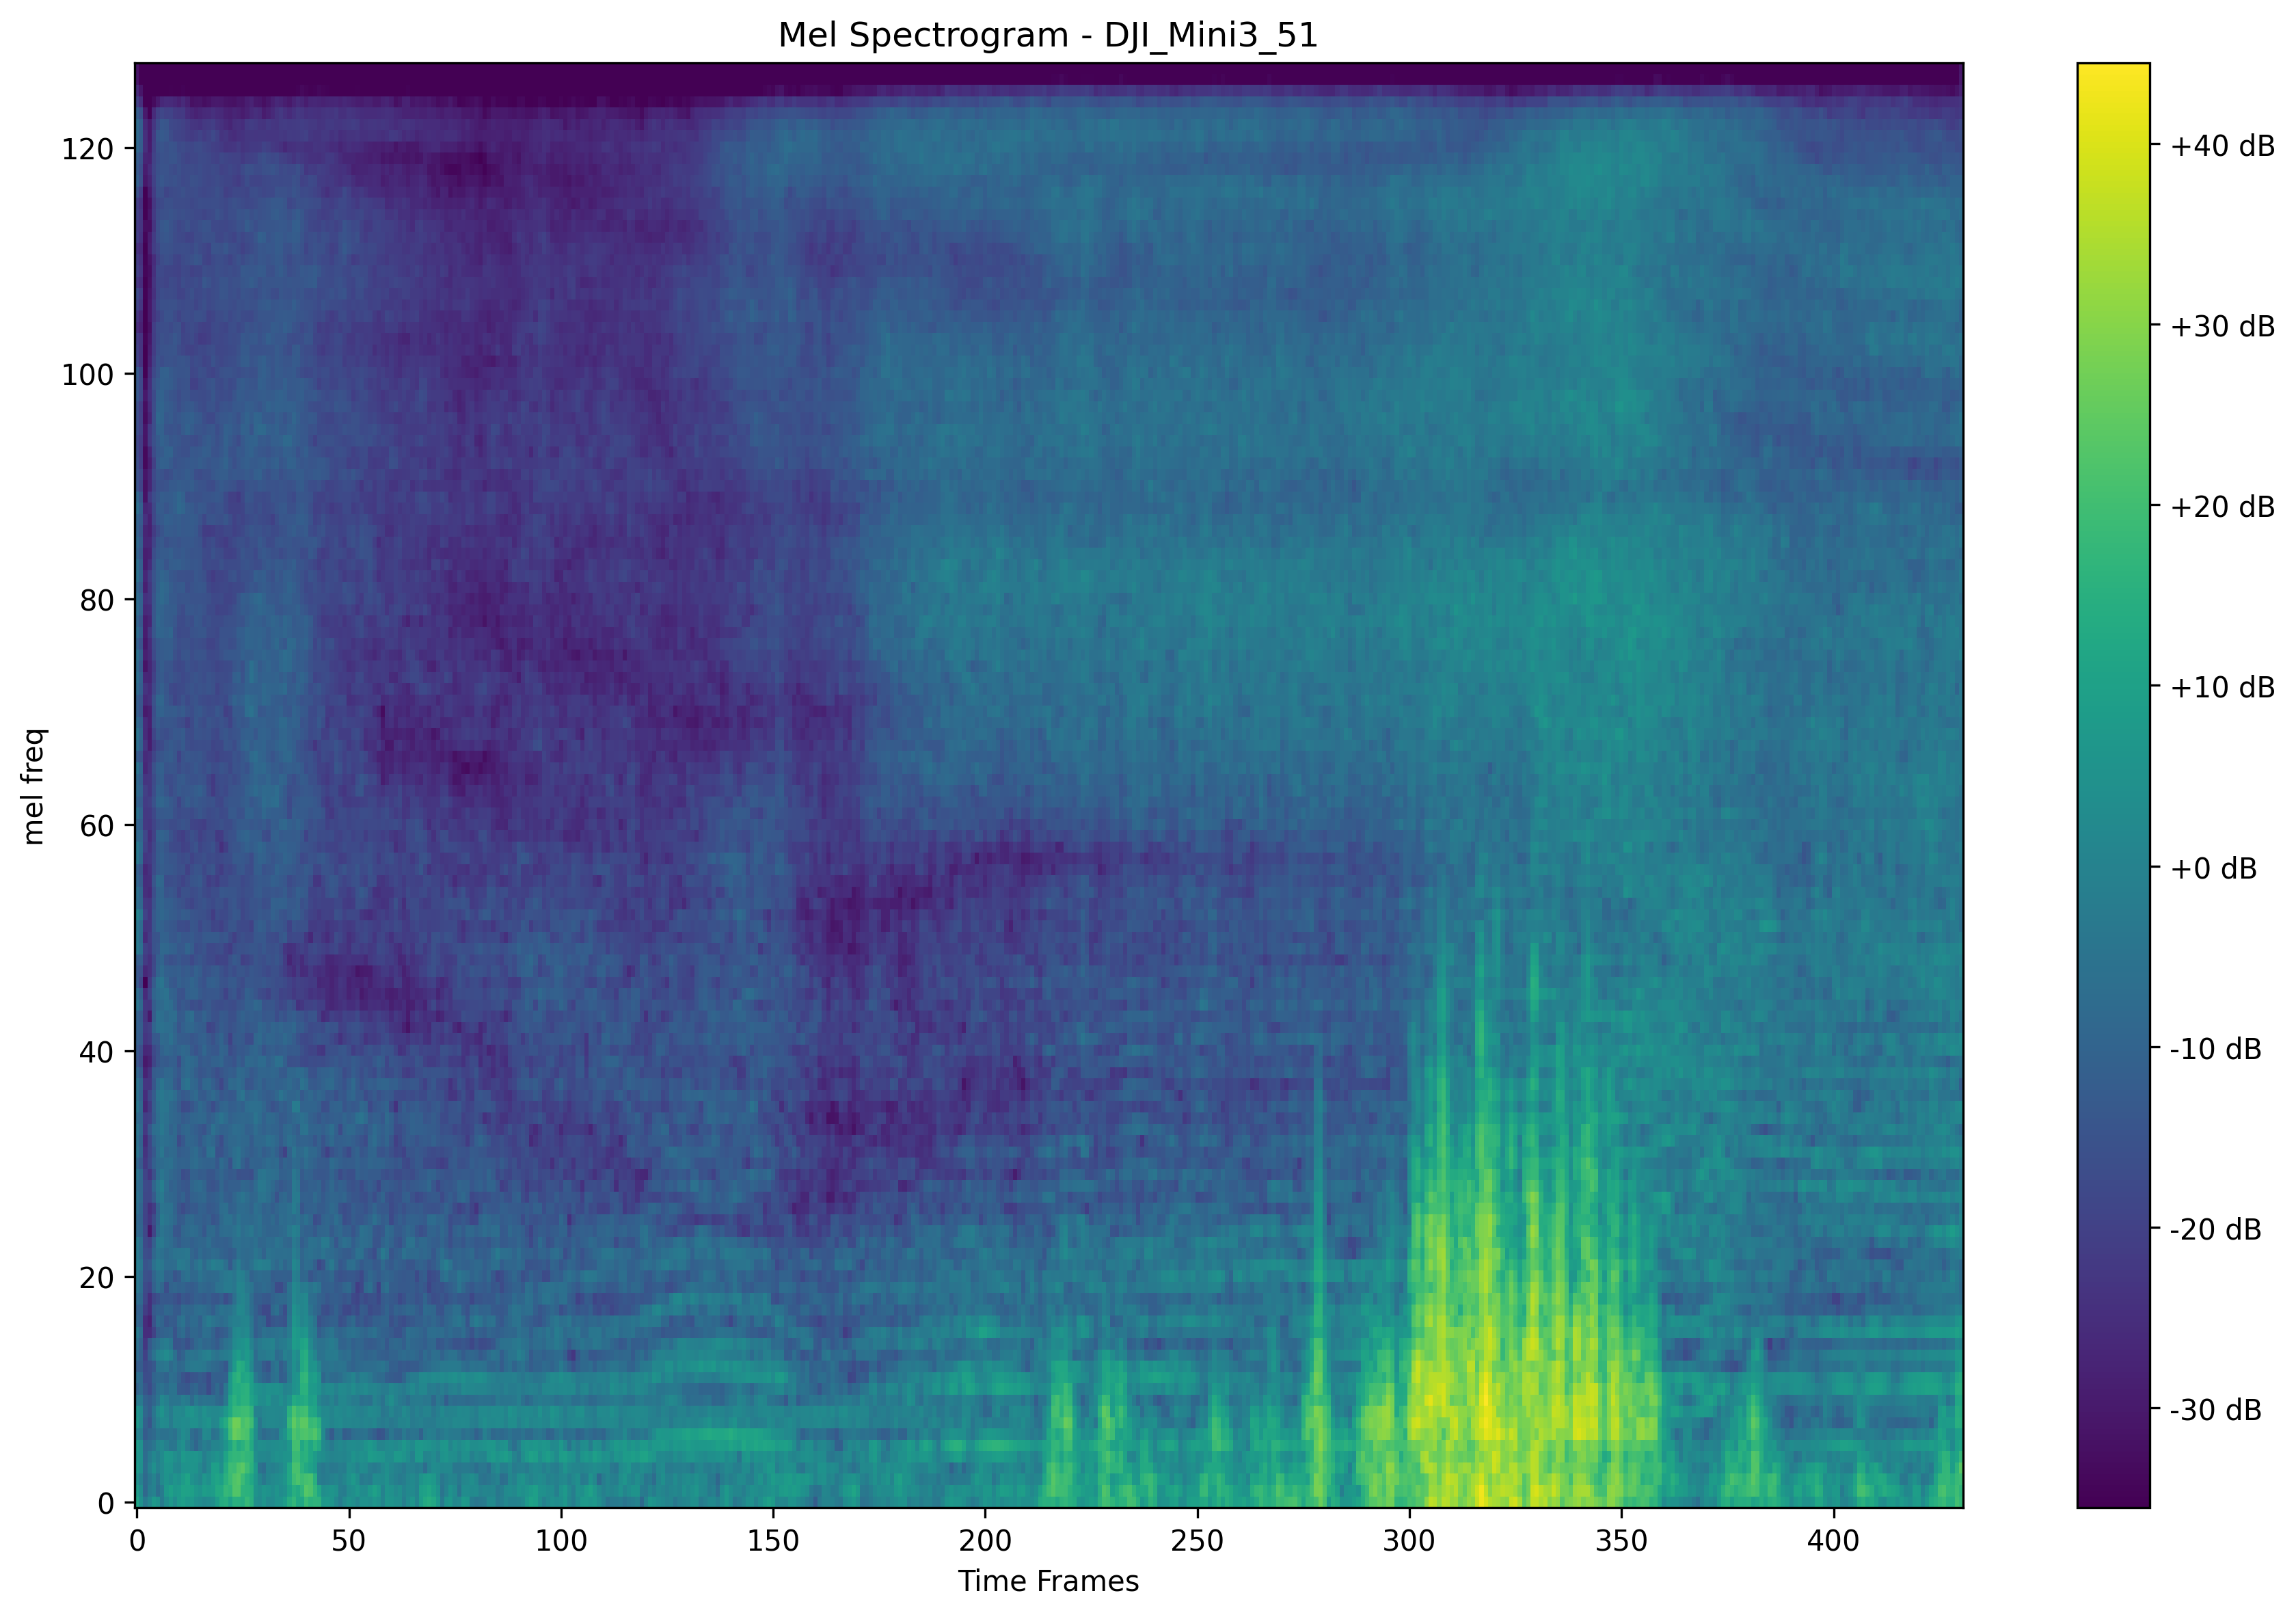 Mel Spectrogram - DJI_Mini3_51
mel freq
120
100
80
60
40
20
0
0 50 100 150 200 250 300 350 400
Time Frames
+40 dB
+30 dB
+20 dB
+10 dB
+0 dB
-10 dB
-20 dB
-30 dB